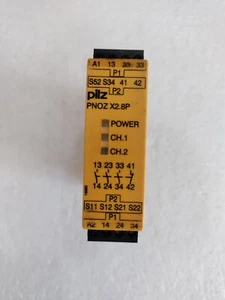 A1 13 23 33
P1
S52 S34 41 42
P2
pilz
PNOZ X2.8P
POWER
CH.1
CH.2
13 23 33 41
14 24 34 42
P2
S11 S12 S21 S22
P1
A2 14 24 34